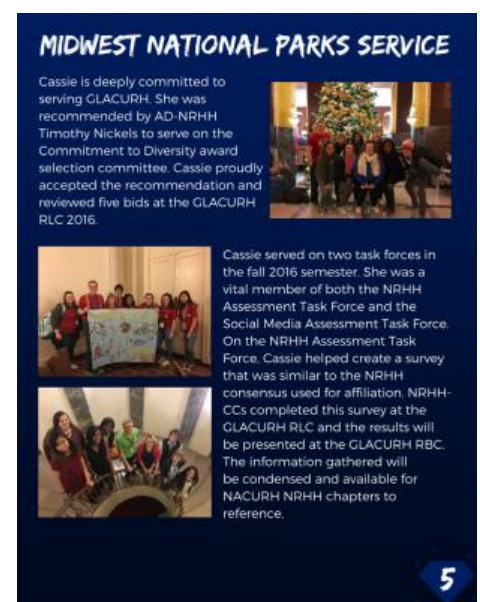 MIDWEST NATIONAL PARKS SERVICE
Cassie is deeply committed to
serving GLACURH. She was
recommended by AD-NRHH
Timothy Nickels to serve on the
Commitment to Diversity award
selection committee. Cassie proudly
accepted the recommendation and
reviewed five bids at the GLACURH
RLC 2016.
Cassie served on two task forces in
the fall 2016 semester. She was a
vital member of both the NRHH
Assessment Task Force and the
Social Media Assessment Task Force.
On the NRHH Assessment Task
Force, Cassie helped create a survey
that was similar to the NRHH
consensus used for affiliation. NRHH-
CCs completed this survey at the
GLACURH RLC and the results will
be presented at the GLACURH RBC.
The information gathered will
be condensed and available for
NACURH NRHH chapters to
reference.
5